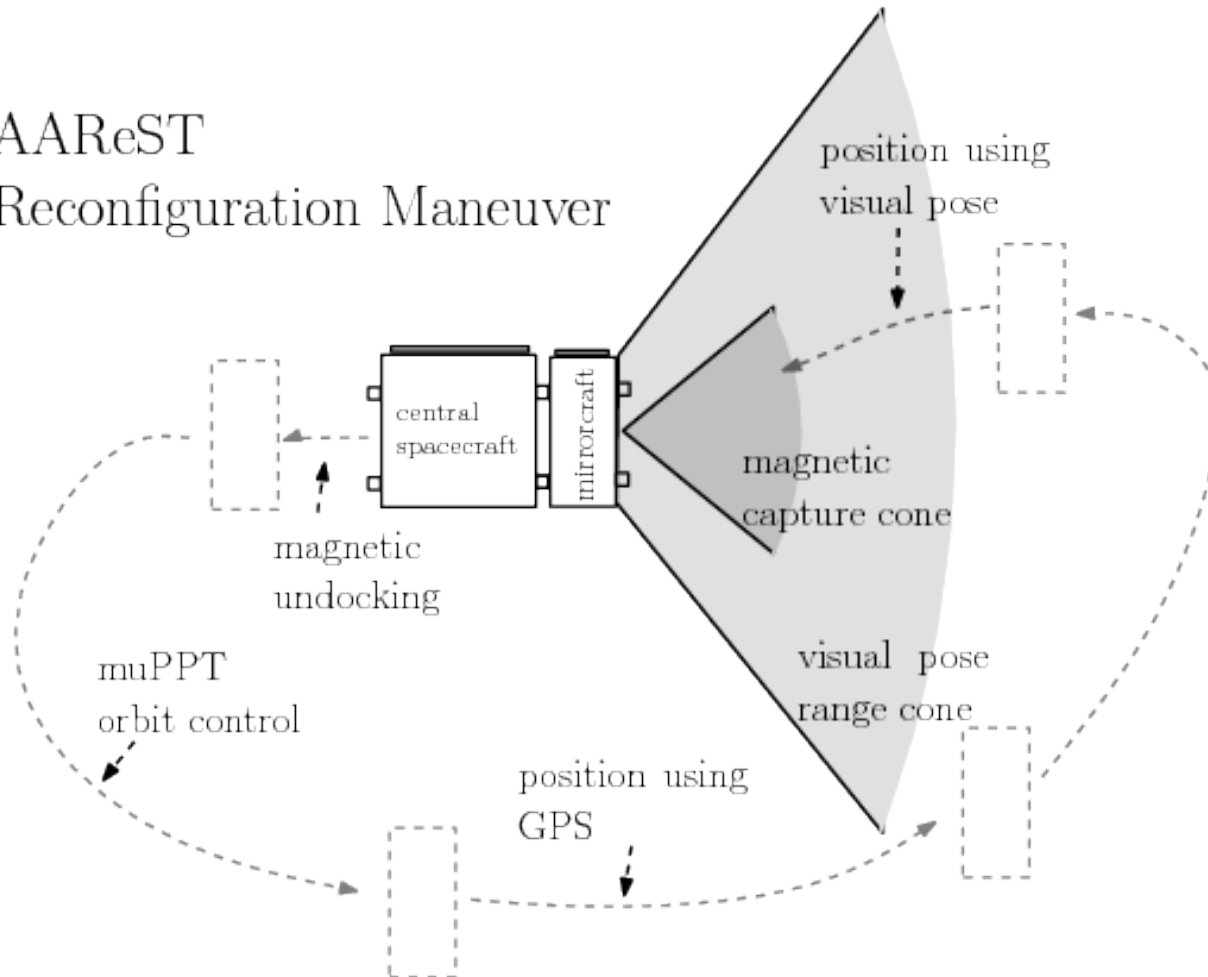 AAReST
Reconfiguration Maneuver
position using
visual pose
central
spacecraft
mirrorcraft
magnetic
capture cone
magnetic
undocking
muPPT
orbit control
visual pose
range cone
position using
GPS